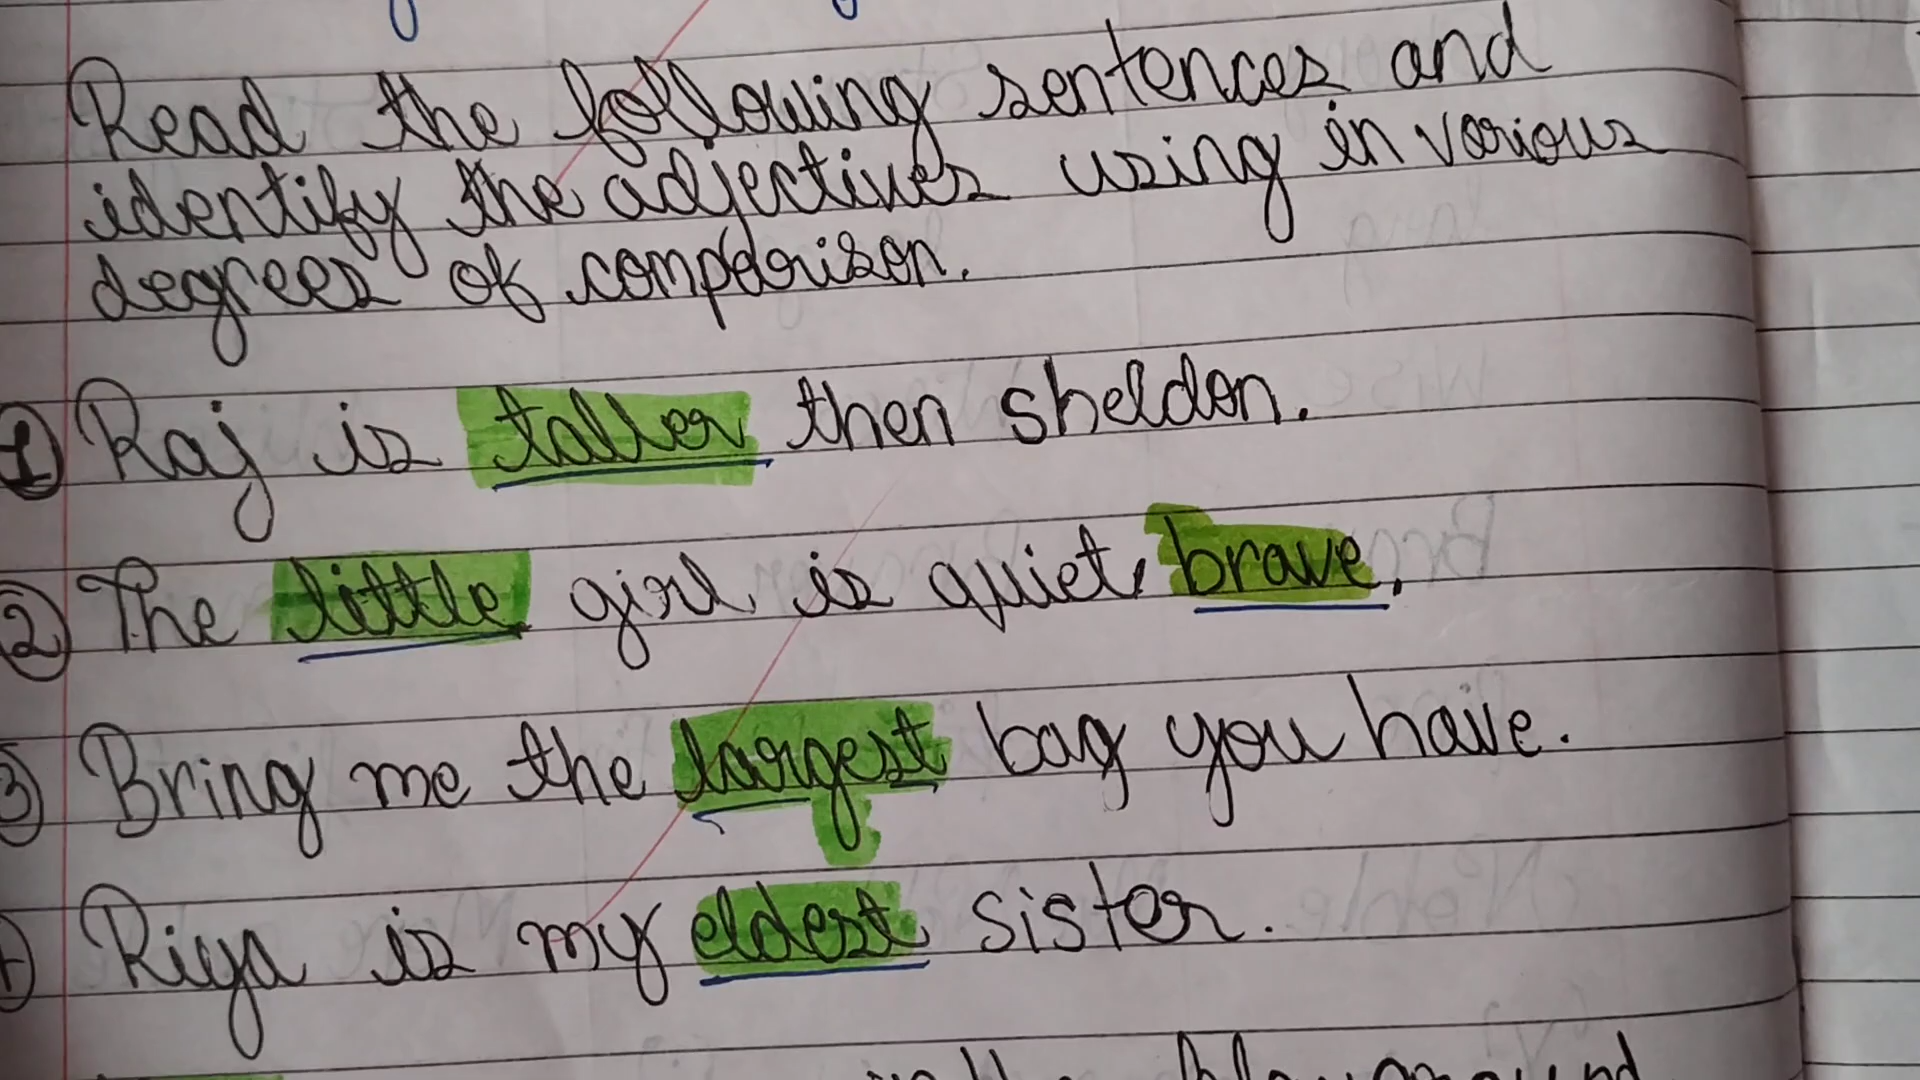 Read the following sentences and
identify the adjectives using in various
degrees of comparison.
1 Raj is taller then sheldon.
2 The little girl is quiet, brave.
3 Bring me the largest bag you have.
Riya is my eldest sister.